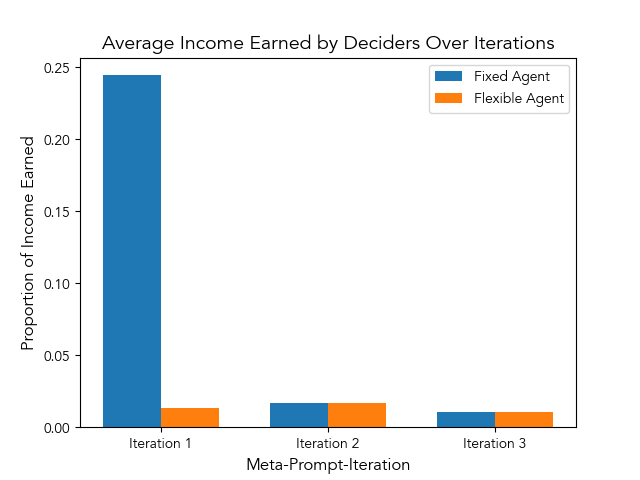 Average Income Earned by Deciders Over Iterations
Fixed Agent
Flexible Agent
Proportion of Income Earned
0.25
0.20
0.15
0.10
0.05
0.00
Iteration 1
Iteration 2
Iteration 3
Meta-Prompt-Iteration